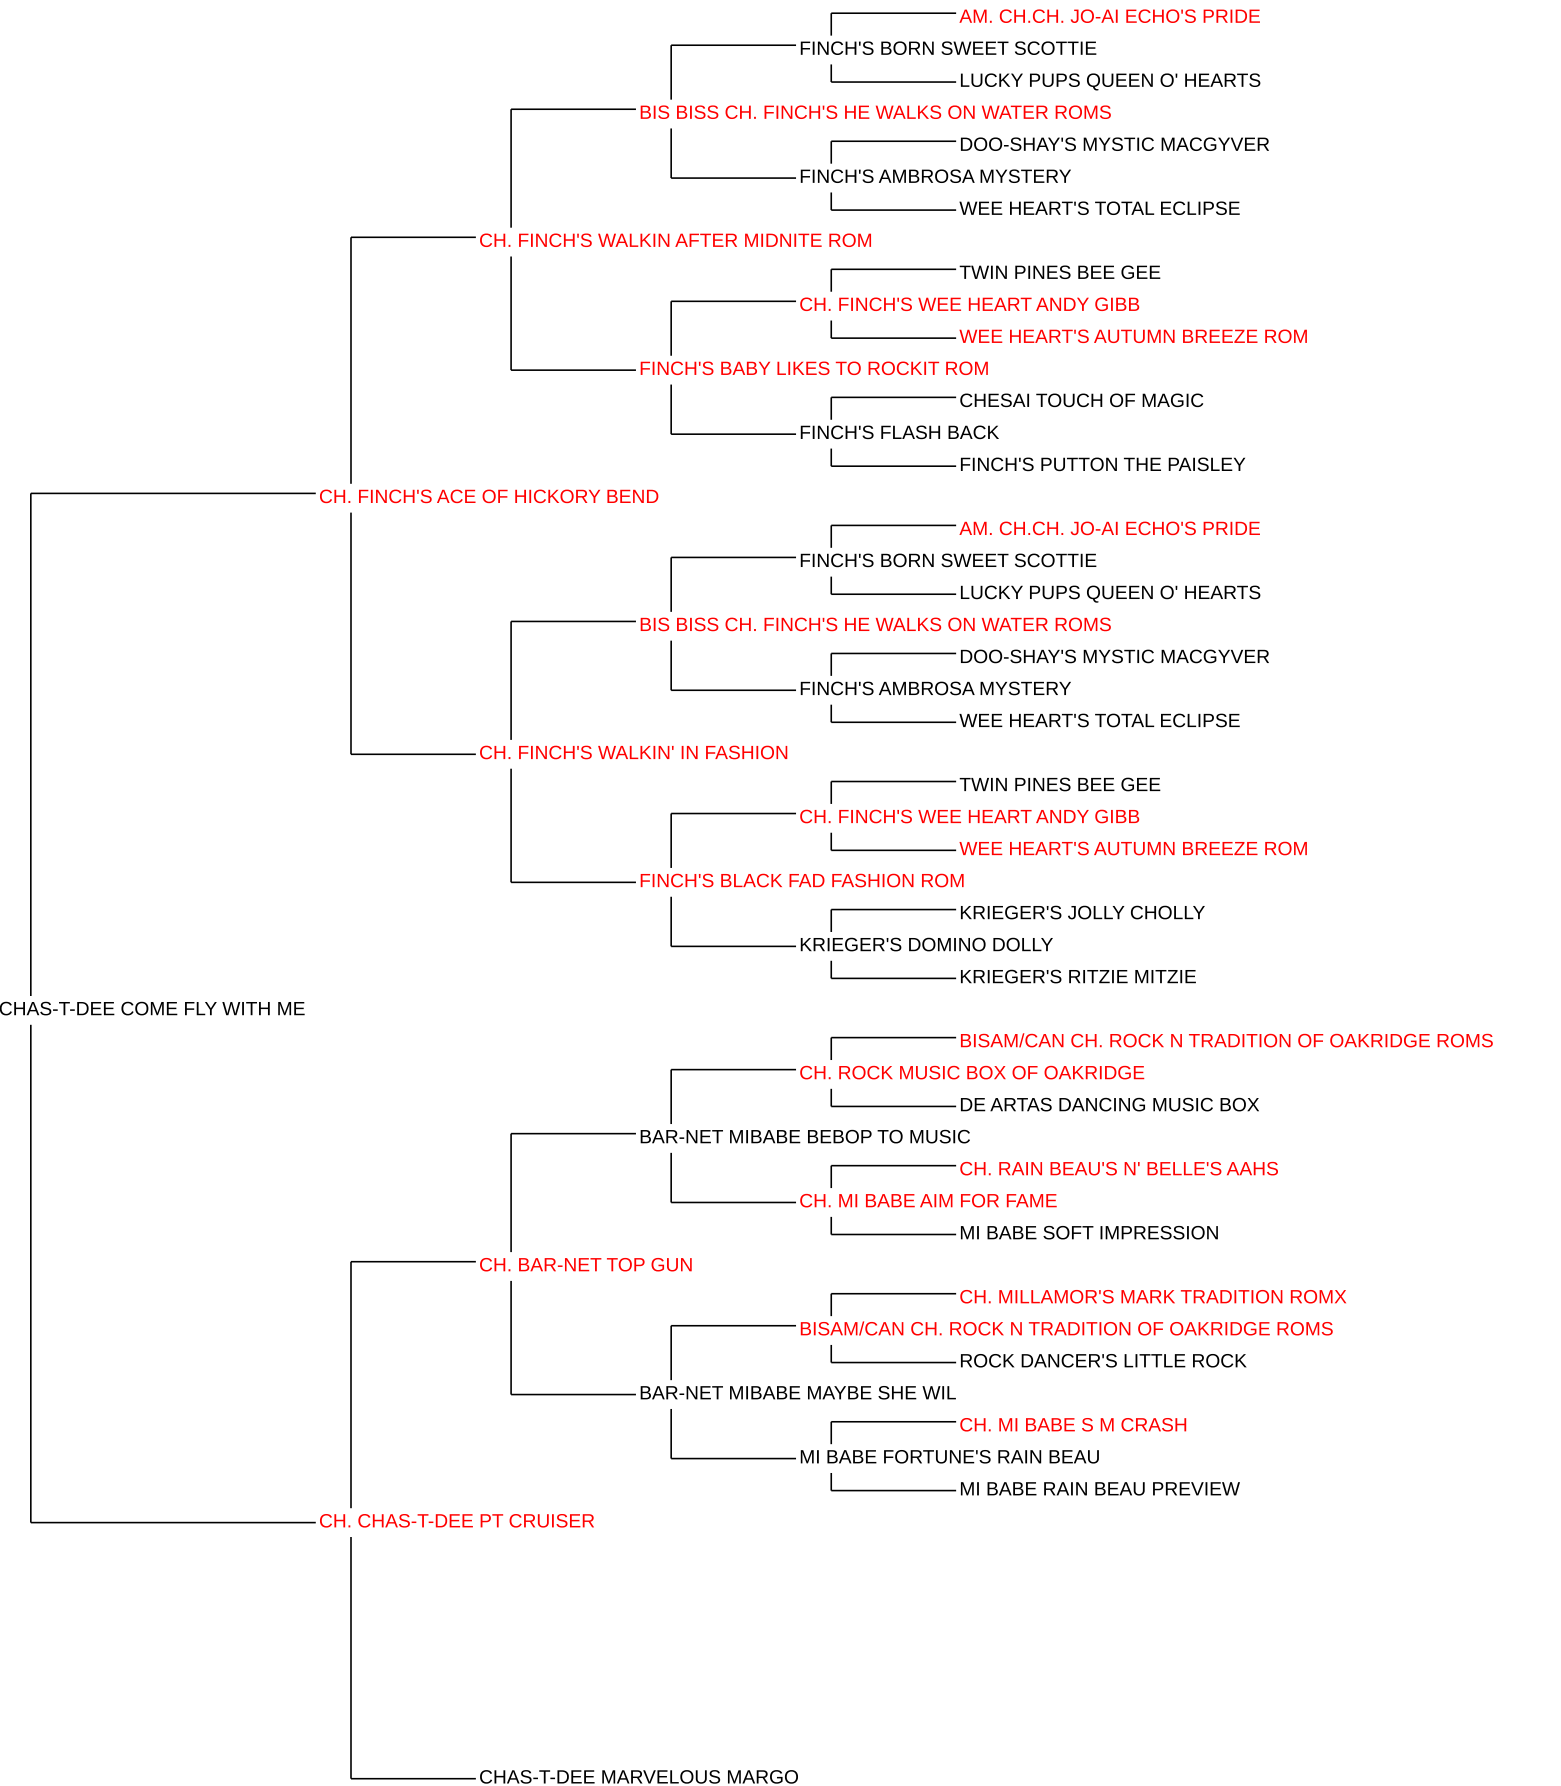 AM. CH.CH. JO-AI ECHO'S PRIDE
FINCH'S BORN SWEET SCOTTIE
LUCKY PUPS QUEEN O' HEARTS
BIS BISS CH. FINCH'S HE WALKS ON WATER ROMS
DOO-SHAY'S MYSTIC MACGYVER
FINCH'S AMBROSA MYSTERY
WEE HEART'S TOTAL ECLIPSE
CH. FINCH'S WALKIN AFTER MIDNITE ROM
TWIN PINES BEE GEE
CH. FINCH'S WEE HEART ANDY GIBB
WEE HEART'S AUTUMN BREEZE ROM
FINCH'S BABY LIKES TO ROCKIT ROM
CHESAI TOUCH OF MAGIC
FINCH'S FLASH BACK
FINCH'S PUTTON THE PAISLEY
CH. FINCH'S ACE OF HICKORY BEND
AM. CH.CH. JO-AI ECHO'S PRIDE
FINCH'S BORN SWEET SCOTTIE
LUCKY PUPS QUEEN O' HEARTS
BIS BISS CH. FINCH'S HE WALKS ON WATER ROMS
DOO-SHAY'S MYSTIC MACGYVER
FINCH'S AMBROSA MYSTERY
WEE HEART'S TOTAL ECLIPSE
CH. FINCH'S WALKIN' IN FASHION
TWIN PINES BEE GEE
CH. FINCH'S WEE HEART ANDY GIBB
WEE HEART'S AUTUMN BREEZE ROM
FINCH'S BLACK FAD FASHION ROM
KRIEGER'S JOLLY CHOLLY
KRIEGER'S DOMINO DOLLY
KRIEGER'S RITZIE MITZIE
CHAS-T-DEE COME FLY WITH ME
BISAM/CAN CH. ROCK N TRADITION OF OAKRIDGE ROMS
CH. ROCK MUSIC BOX OF OAKRIDGE
DE ARTAS DANCING MUSIC BOX
BAR-NET MIBABE BEBOP TO MUSIC
CH. RAIN BEAU'S N' BELLE'S AAHS
CH. MI BABE AIM FOR FAME
MI BABE SOFT IMPRESSION
CH. BAR-NET TOP GUN
CH. MILLAMOR'S MARK TRADITION ROMX
BISAM/CAN CH. ROCK N TRADITION OF OAKRIDGE ROMS
ROCK DANCER'S LITTLE ROCK
BAR-NET MIBABE MAYBE SHE WIL
CH. MI BABE S M CRASH
MI BABE FORTUNE'S RAIN BEAU
MI BABE RAIN BEAU PREVIEW
CH. CHAS-T-DEE PT CRUISER
CHAS-T-DEE MARVELOUS MARGO